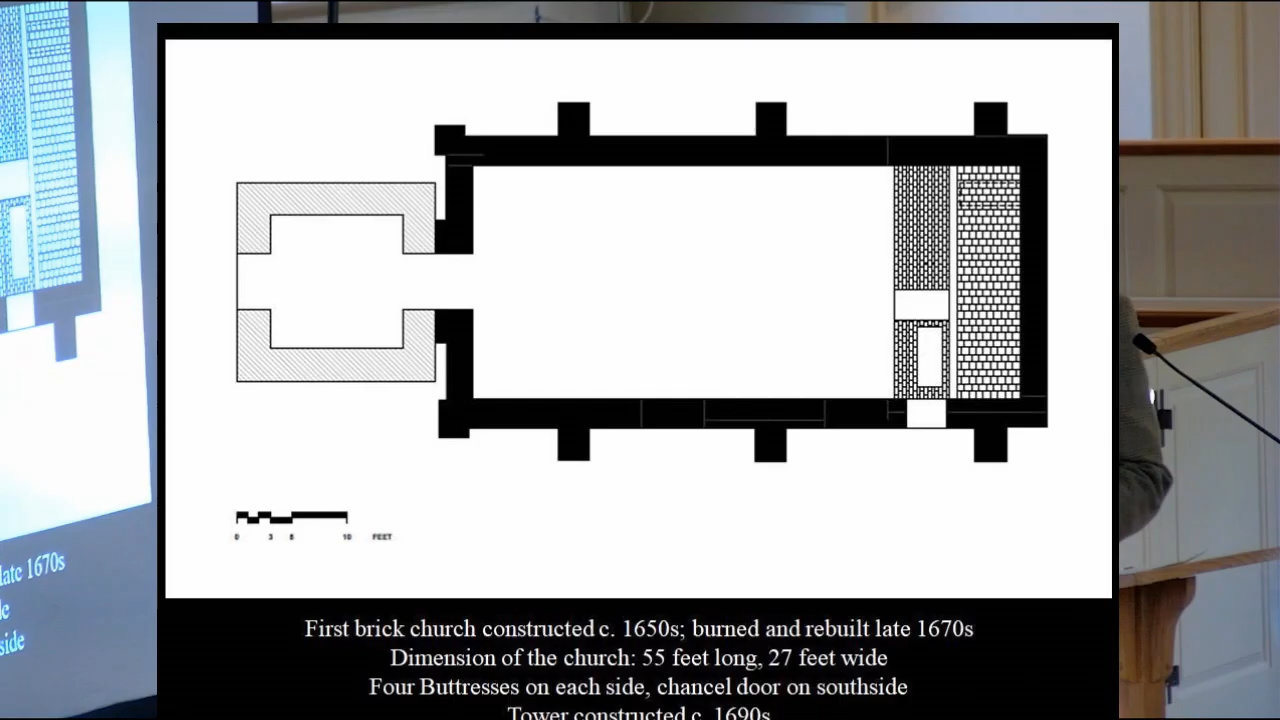 late 1670s
side
0 3 5 10 FEET
First brick church constructed c. 1650s; burned and rebuilt late 1670s
Dimension of the church: 55 feet long, 27 feet wide
Four Buttresses on each side, chancel door on southside
Tower constructed c. 1690s